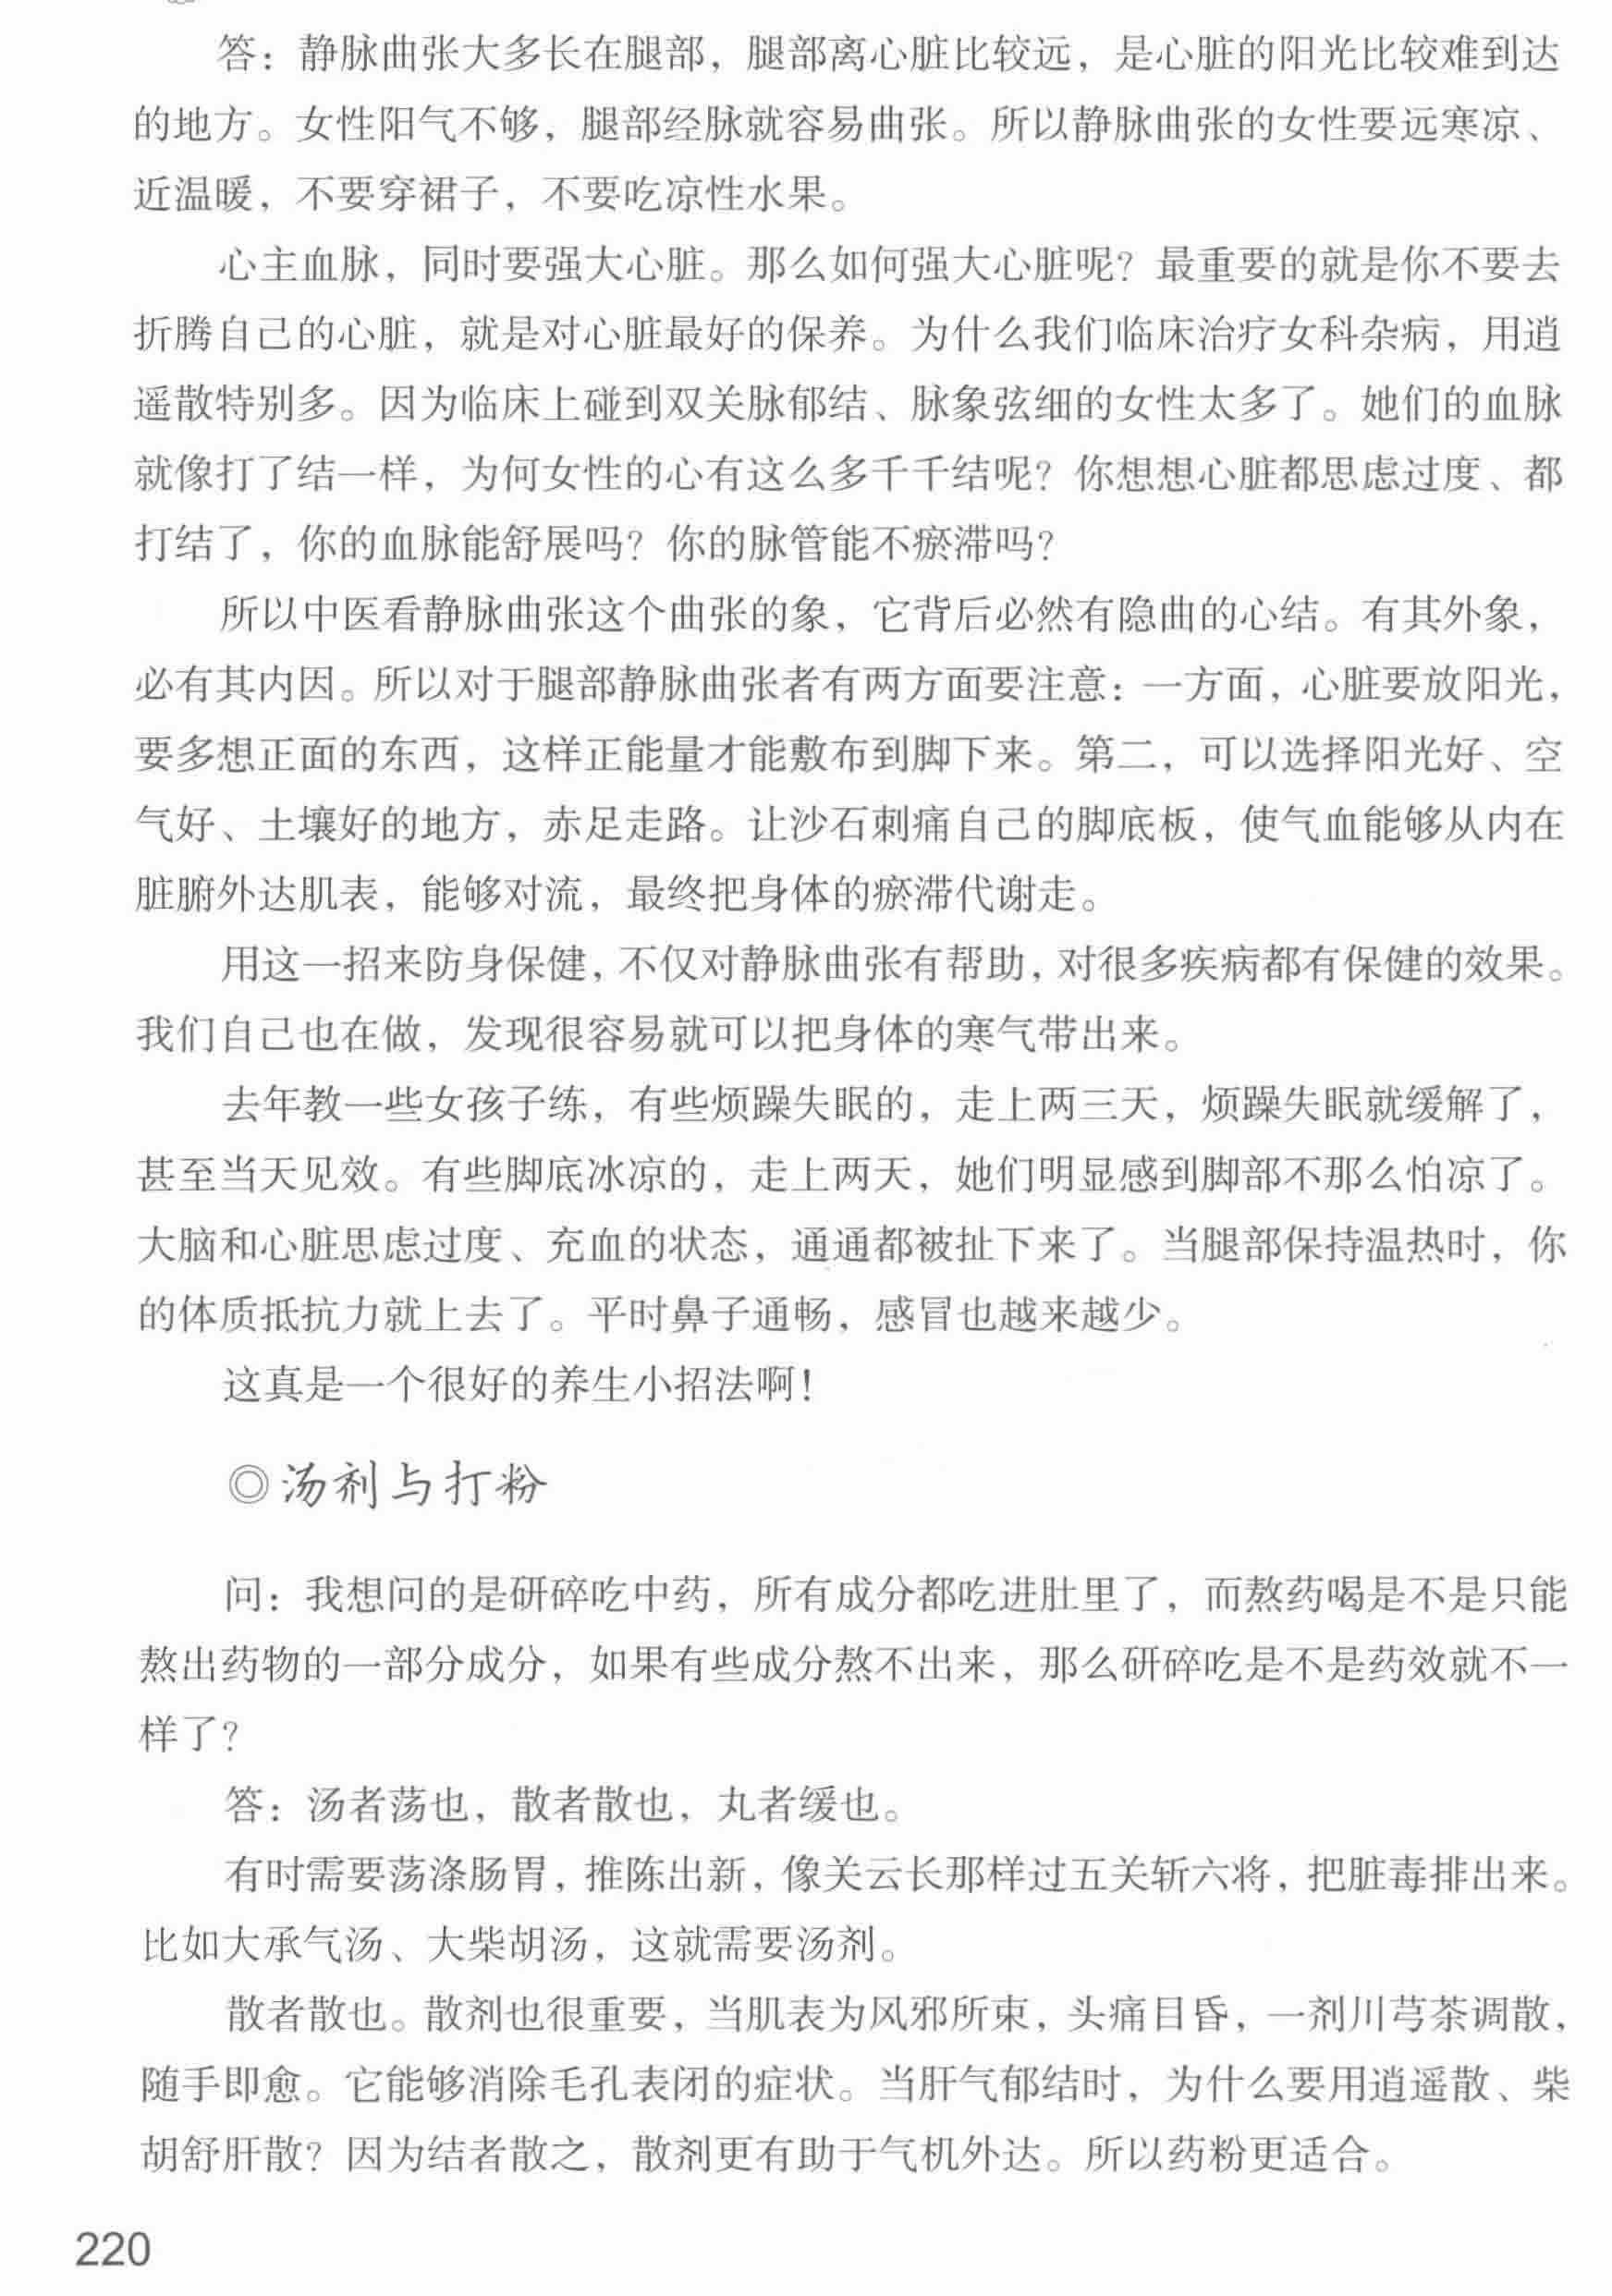 答：静脉曲张大多长在腿部，腿部离心脏比较远，是心脏的阳光比较难到达
的地方。女性阳气不够，腿部经脉就容易曲张。所以静脉曲张的女性要远寒凉、
近温暖，不要穿裙子，不要吃凉性水果。
心主血脉，同时要强大心脏。那么如何强大心脏呢？最重要的就是你不要去
折腾自己的心脏，就是对心脏最好的保养。为什么我们临床治疗女科杂病，用逍
遥散特别多。因为临床上碰到双关脉郁结、脉象弦细的女性太多了。她们的血脉
就像打了结一样，为何女性的心有这么多千千结呢？你想想心脏都思虑过度、都
打结了，你的血脉能舒展吗？你的脉管能不瘀滞吗？
所以中医看静脉曲张这个曲张的象，它背后必然有隐曲的心结。有其外象，
必有其内因。所以对于腿部静脉曲张者有两方面要注意：一方面，心脏要放阳光，
要多想正面的东西，这样正能量才能敷布到脚下来。第二，可以选择阳光好、空
气好、土壤好的地方，赤足走路。让沙石刺痛自己的脚底板，使气血能够从内在
脏腑外达肌表，能够对流，最终把身体的瘀滞代谢走。
用这一招来防身保健，不仅对静脉曲张有帮助，对很多疾病都有保健的效果。
我们自己也在做，发现很容易就可以把身体的寒气带出来。
去年教一些女孩子练，有些烦躁失眠的，走上两三天，烦躁失眠就缓解了，
甚至当天见效。有些脚底冰凉的，走上两天，她们明显感到脚部不那么怕凉了。
大脑和心脏思虑过度、充血的状态，通通都被扯下来了。当腿部保持温热时，你
的体质抵抗力就上去了。平时鼻子通畅，感冒也越来越少。
这真是一个很好的养生小招法啊！
◎汤剂与打粉
问：我想问的是研碎吃中药，所有成分都吃进肚里了，而熬药喝是不是只能
熬出药物的一部分成分，如果有些成分熬不出来，那么研碎吃是不是药效就不一
样了？
答：汤者荡也，散者散也，丸者缓也。
有时需要荡涤肠胃，推陈出新，像关云长那样过五关斩六将，把脏毒排出来。
比如大承气汤、大柴胡汤，这就需要汤剂。
散者散也。散剂也很重要，当肌表为风邪所束，头痛目昏，一剂川芎茶调散，
随手即愈。它能够消除毛孔表闭的症状。当肝气郁结时，为什么要用逍遥散、柴
胡舒肝散？因为结者散之，散剂更有助于气机外达。所以药粉更适合。
220